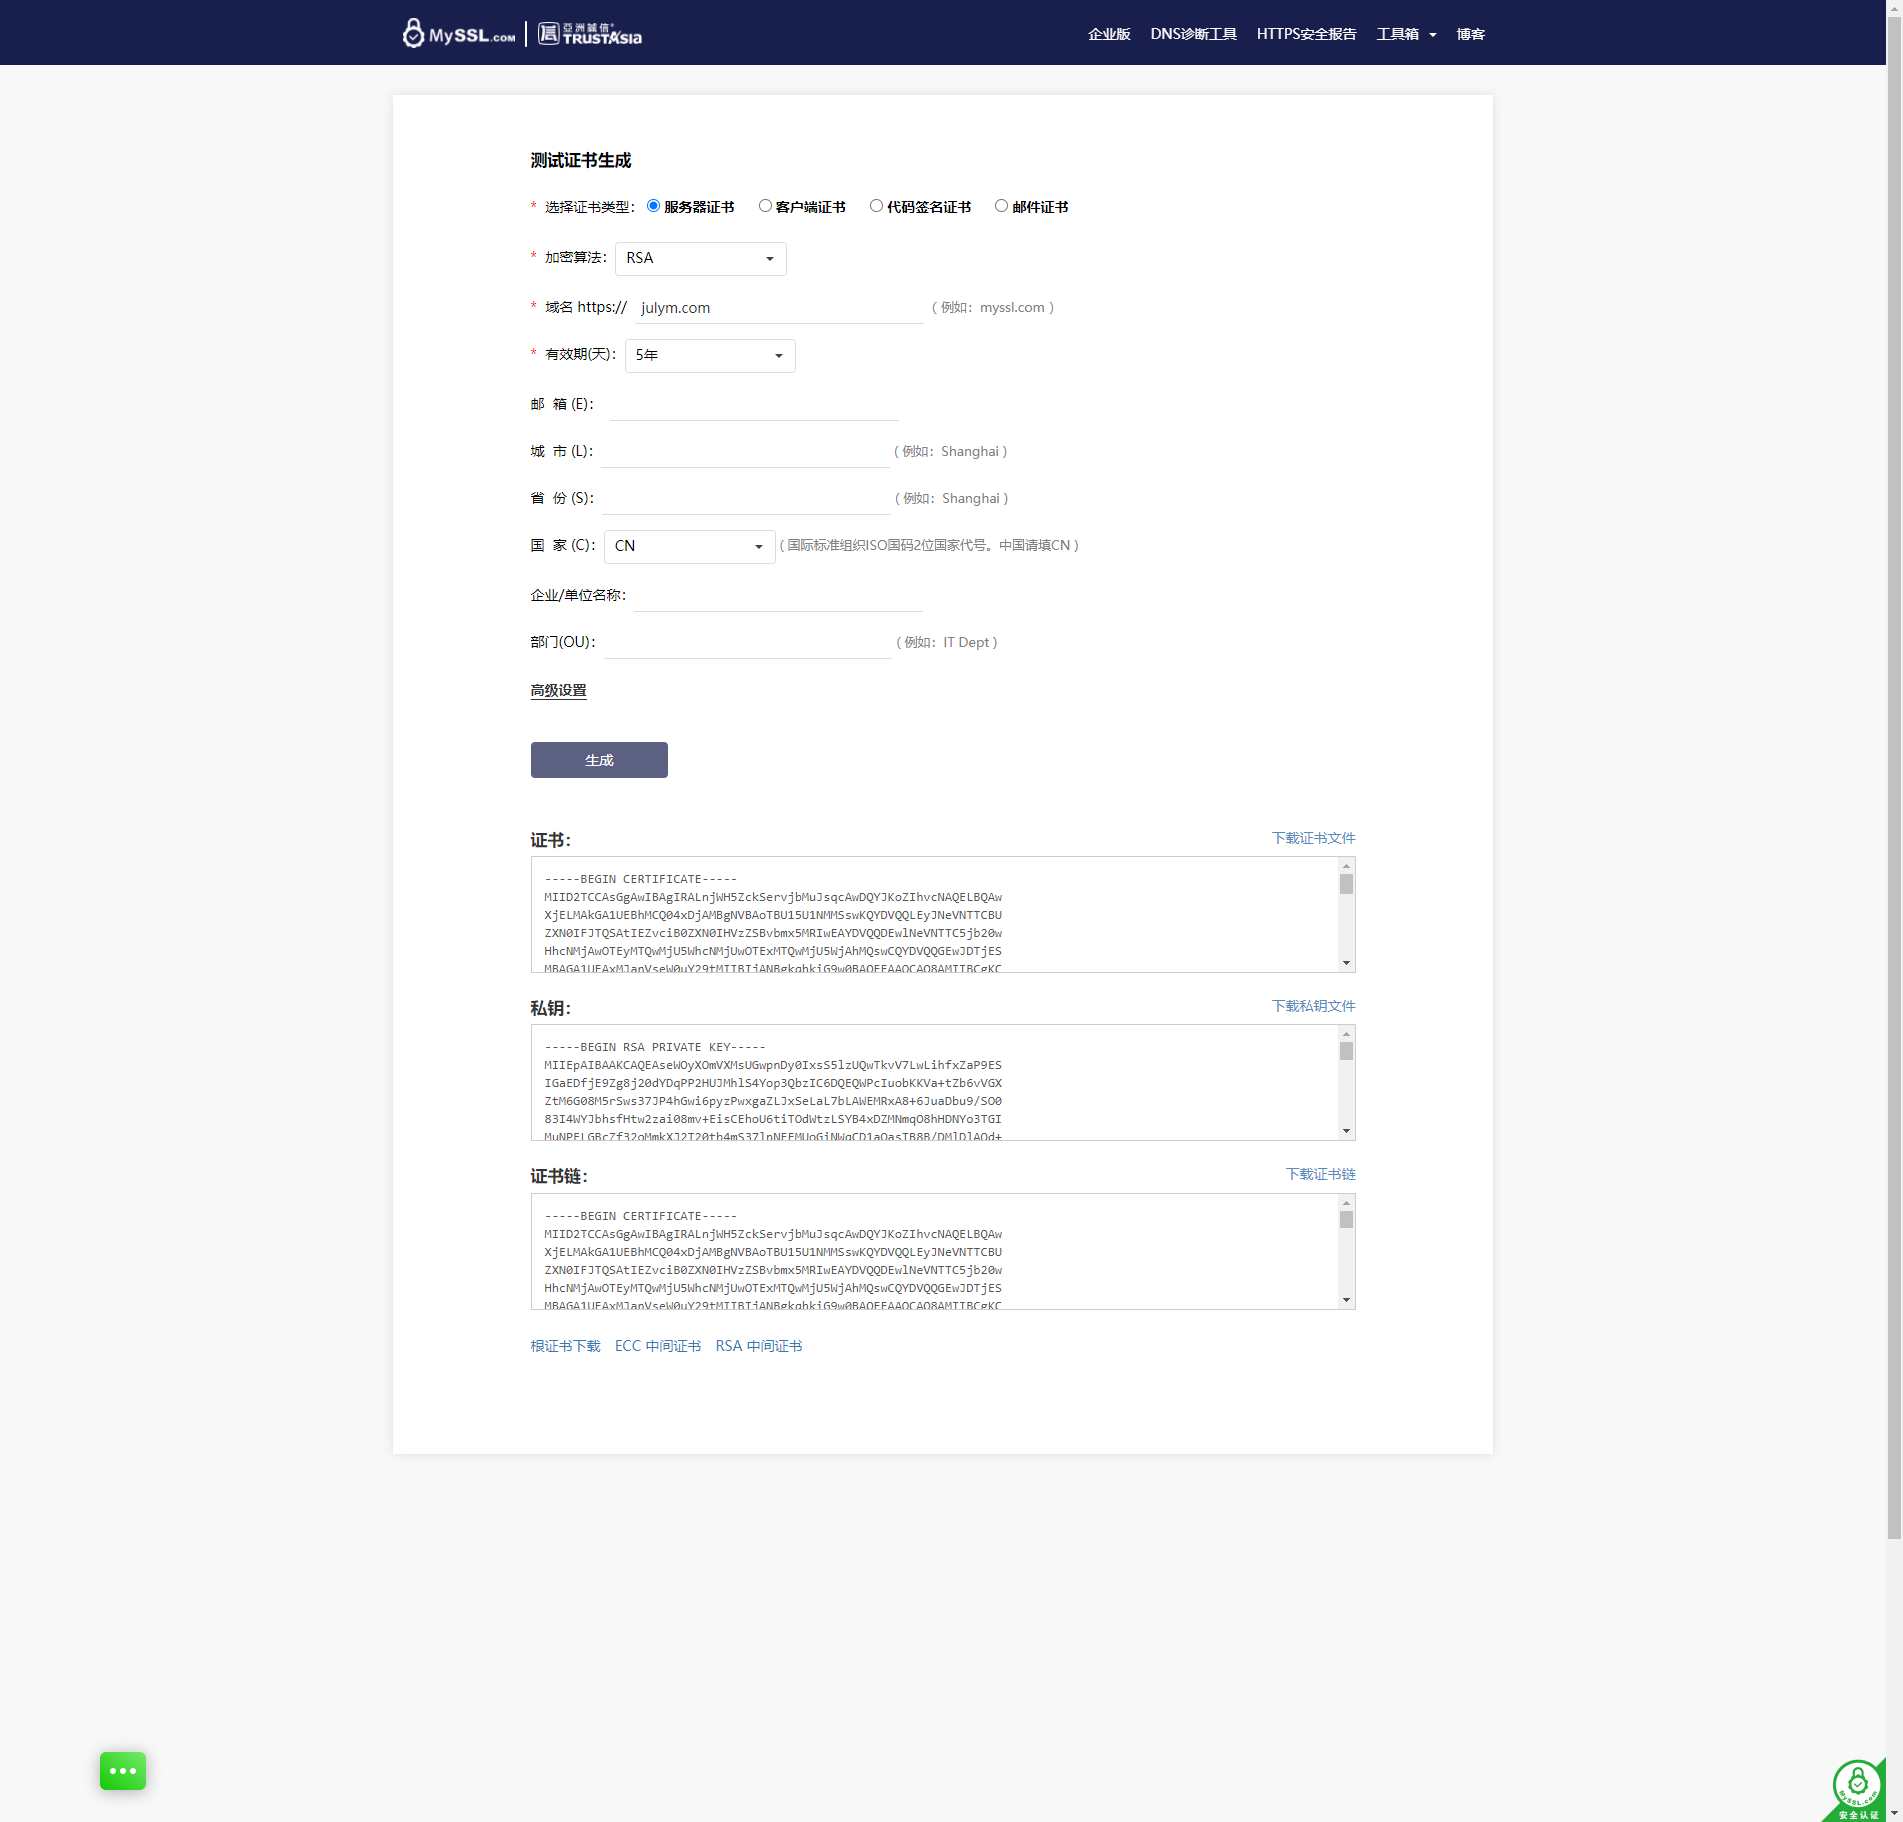 MySSL.com | 亞洲誠信 TRUSTASIA
企业版 DNS诊断工具 HTTPS安全报告 工具箱 博客
测试证书生成
* 选择证书类型： 服务器证书 客户端证书 代码签名证书 邮件证书
* 加密算法： RSA
* 域名 https:// julym.com （ 例如：myssl.com ）
* 有效期(天)： 5年
邮 箱 (E)：
城 市 (L)： ( 例如：Shanghai )
省 份 (S)： ( 例如：Shanghai )
国 家 (C)： CN ( 国际标准组织ISO国码2位国家代号。中国请填CN )
企业/单位名称：
部门(OU)： ( 例如：IT Dept )
高级设置
生成
证书： 下载证书文件
-----BEGIN CERTIFICATE-----
MIID2TCCAsGgAwIBAgIRALnjWH5ZckServjbMuJsqcAwDQYJKoZIhvcNAQELBQAw
XjELMAkGA1UEBhMCQ04xDjAMBgNVBAoTBU15U1NMMSswKQYDVQQLEyJNeVNTTCBU
ZXN0IFJTQSAtIEZvciB0ZXN0IHVzZSBvbmx5MRIwEAYDVQQDEwlNeVNTTC5jb20w
HhcNMjAwOTEyMTQwMjU5WhcNMjUwOTExMTQwMjU5WjAhMQswCQYDVQQGEwJDTjES
MBAGA1UEAxMJanVseW0uY29tMIIBIjANBgkqhkiG9w0BAQEFAAOCAQ8AMIIBCgKC
私钥： 下载私钥文件
-----BEGIN RSA PRIVATE KEY-----
MIIEpAIBAAKCAQEAseWOyXOmVXMsUGwpnDy0IxsS5lzUQwTkvV7LwLihfxZaP9ES
IGaEDfjE9Zg8j20dYDqPP2HUJMhlS4Yop3QbzIC6DQEQWPcIuobKKVa+tZb6vVGX
ZtM6G08M5rSws37JP4hGwi6pyzPwxgaZLJxSeLaL7bLAWEMRxA8+6JuaDbu9/SO0
83I4WYJbhsfHtw2zai08mv+EisCEhoU6tiTOdWtzLSYB4xDZMNmqO8hHDNYo3TGI
证书链： 下载证书链
-----BEGIN CERTIFICATE-----
MIID2TCCAsGgAwIBAgIRALnjWH5ZckServjbMuJsqcAwDQYJKoZIhvcNAQELBQAw
XjELMAkGA1UEBhMCQ04xDjAMBgNVBAoTBU15U1NMMSswKQYDVQQLEyJNeVNTTCBU
ZXN0IFJTQSAtIEZvciB0ZXN0IHVzZSBvbmx5MRIwEAYDVQQDEwlNeVNTTC5jb20w
HhcNMjAwOTEyMTQwMjU5WhcNMjUwOTExMTQwMjU5WjAhMQswCQYDVQQGEwJDTjES
MBAGA1UEAxMJanVseW0uY29tMIIBIjANBgkqhkiG9w0BAQEFAAOCAQ8AMIIBCgKC
根证书下载 ECC 中间证书 RSA 中间证书
MySSL.com
安全认证